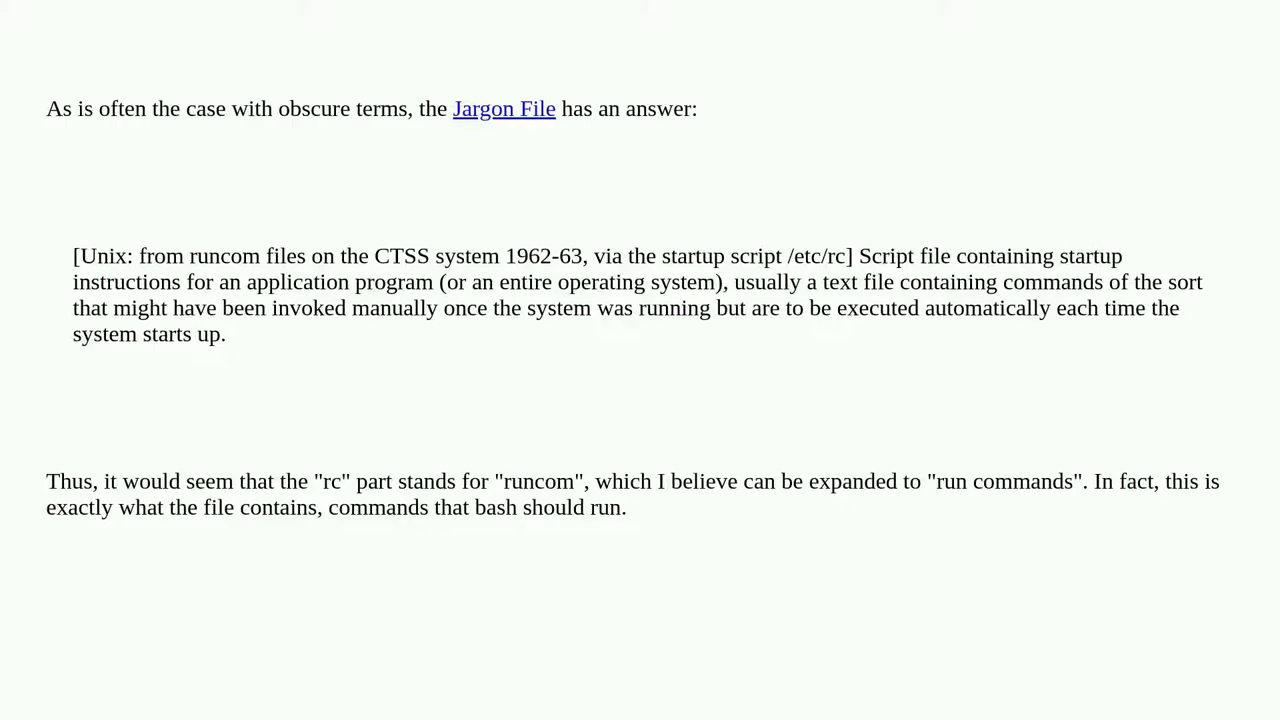 As is often the case with obscure terms, the Jargon File has an answer:
[Unix: from runcom files on the CTSS system 1962-63, via the startup script /etc/rc] Script file containing startup
instructions for an application program (or an entire operating system), usually a text file containing commands of the sort
that might have been invoked manually once the system was running but are to be executed automatically each time the
system starts up.
Thus, it would seem that the "rc" part stands for "runcom", which I believe can be expanded to "run commands". In fact, this is
exactly what the file contains, commands that bash should run.